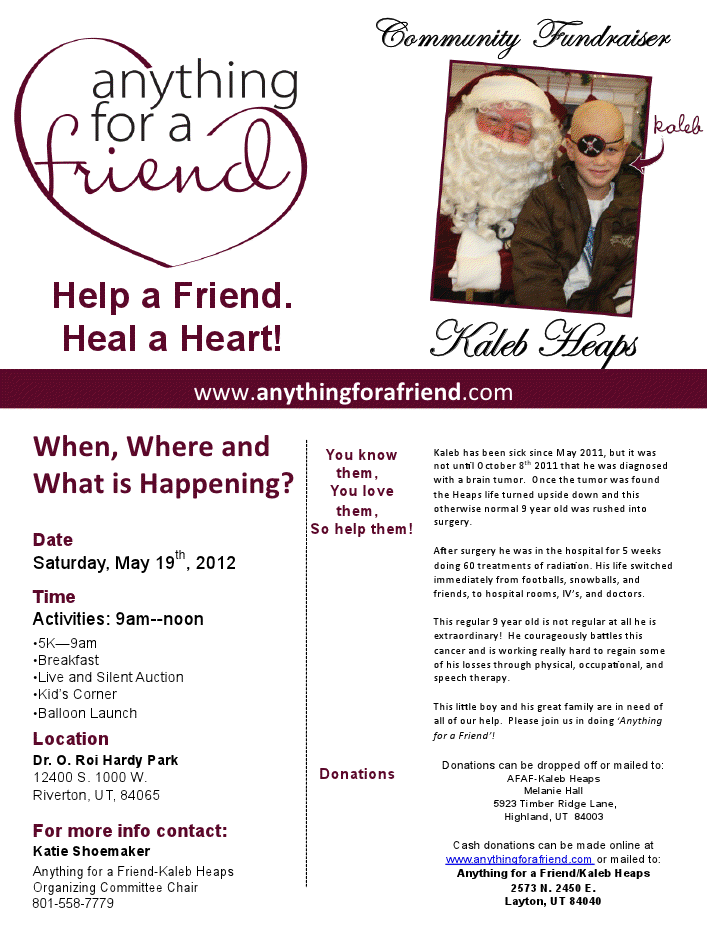 anything
for a
friend
Help a Friend.
Heal a Heart!
Community Fundraiser
kaleb
Kaleb Heaps
www.anythingforafriend.com
When, Where and
What is Happening?
Date
Saturday, May 19th, 2012
Time
Activities: 9am--noon
•5K—9am
•Breakfast
•Live and Silent Auction
•Kid's Corner
•Balloon Launch
Location
Dr. O. Roi Hardy Park
12400 S. 1000 W.
Riverton, UT, 84065
For more info contact:
Katie Shoemaker
Anything for a Friend-Kaleb Heaps
Organizing Committee Chair
801-558-7779
You know
them,
You love
them,
So help them!
Kaleb has been sick since May 2011, but it was
not until October 8th 2011 that he was diagnosed
with a brain tumor.  Once the tumor was found
the Heaps life turned upside down and this
otherwise normal 9 year old was rushed into
surgery.
After surgery he was in the hospital for 5 weeks
doing 60 treatments of radiation. His life switched
immediately from footballs, snowballs, and
friends, to hospital rooms, IV's, and doctors.
This regular 9 year old is not regular at all he is
extraordinary!  He courageously battles this
cancer and is working really hard to regain some
of his losses through physical, occupational, and
speech therapy.
This little boy and his great family are in need of
all of our help.  Please join us in doing 'Anything
for a Friend'!
Donations
Donations can be dropped off or mailed to:
AFAF-Kaleb Heaps
Melanie Hall
5923 Timber Ridge Lane,
Highland, UT  84003
Cash donations can be made online at
www.anythingforafriend.com or mailed to:
Anything for a Friend/Kaleb Heaps
2573 N. 2450 E.
Layton, UT 84040